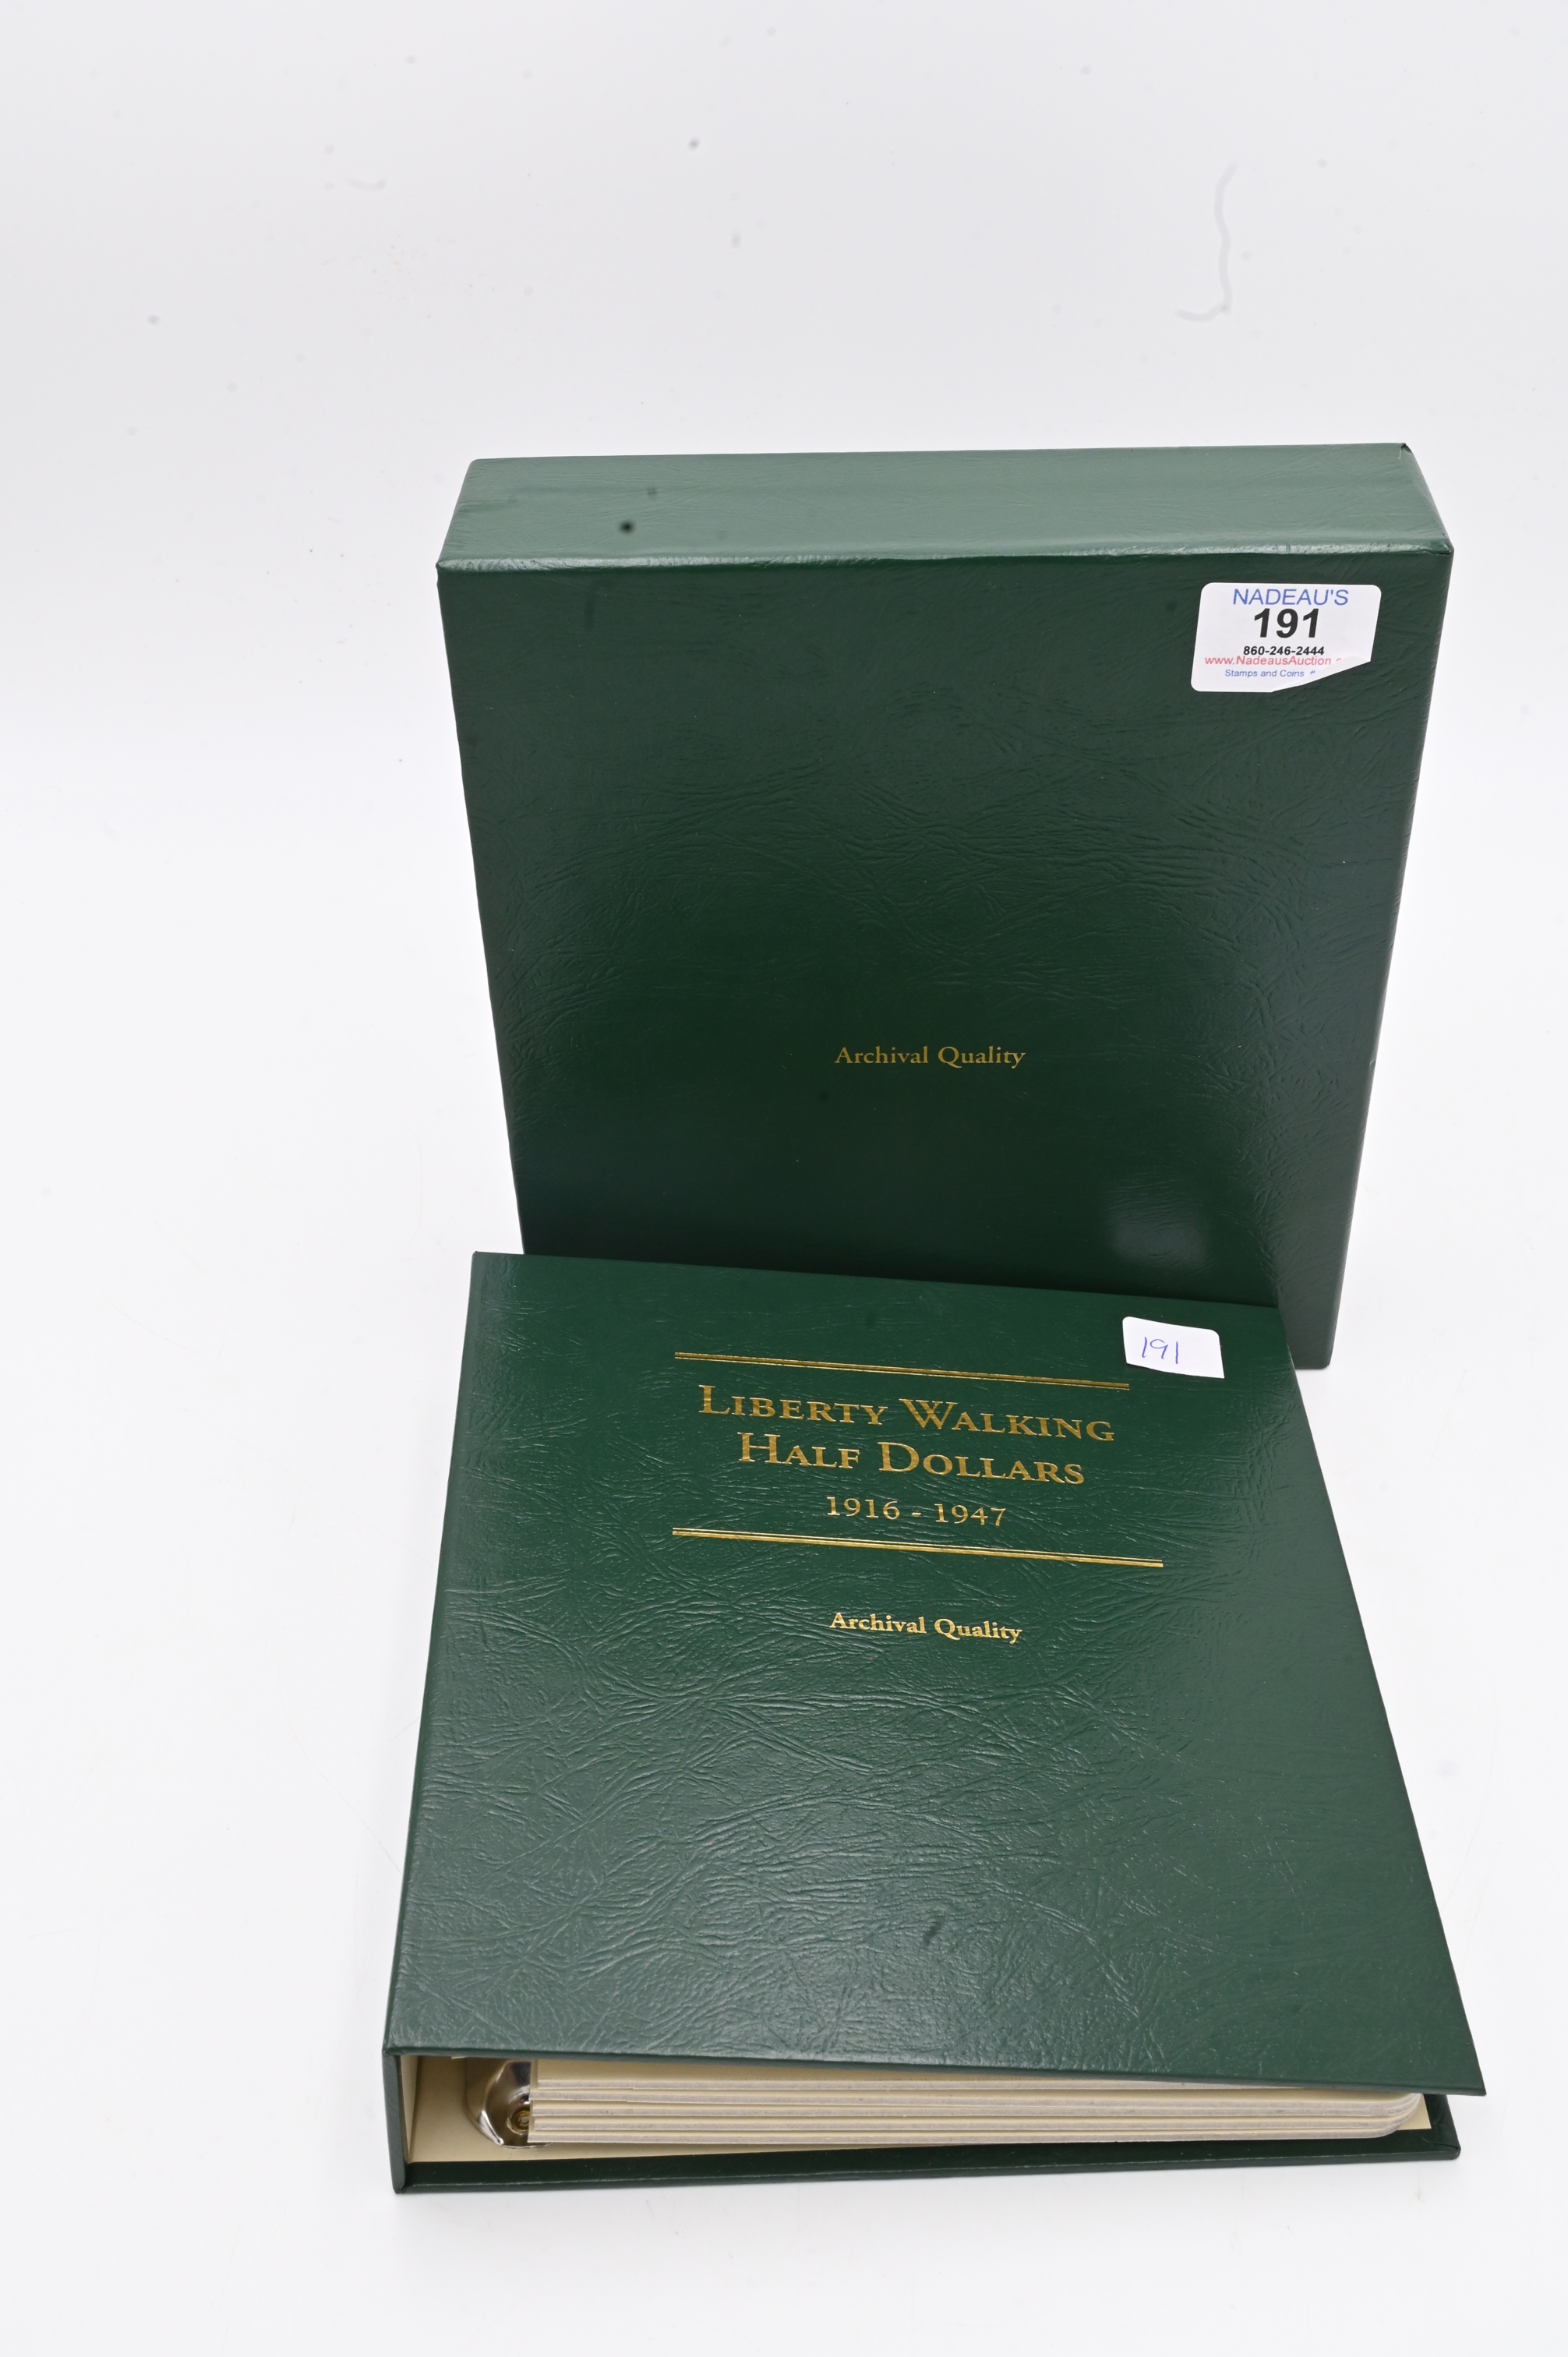 NADEAU'S
191
860-246-2444
www.NadeausAuction
Stamps and Coins
Archival Quality
191
LIBERTY WALKING
HALF DOLLARS
1916 - 1947
Archival Quality